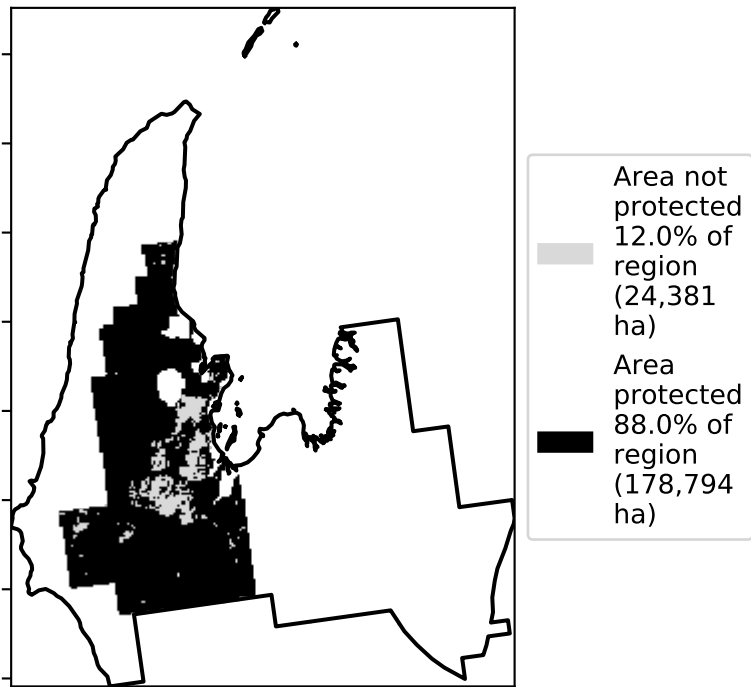 Area not
protected
12.0% of
region
(24,381
ha)
Area
protected
88.0% of
region
(178,794
ha)